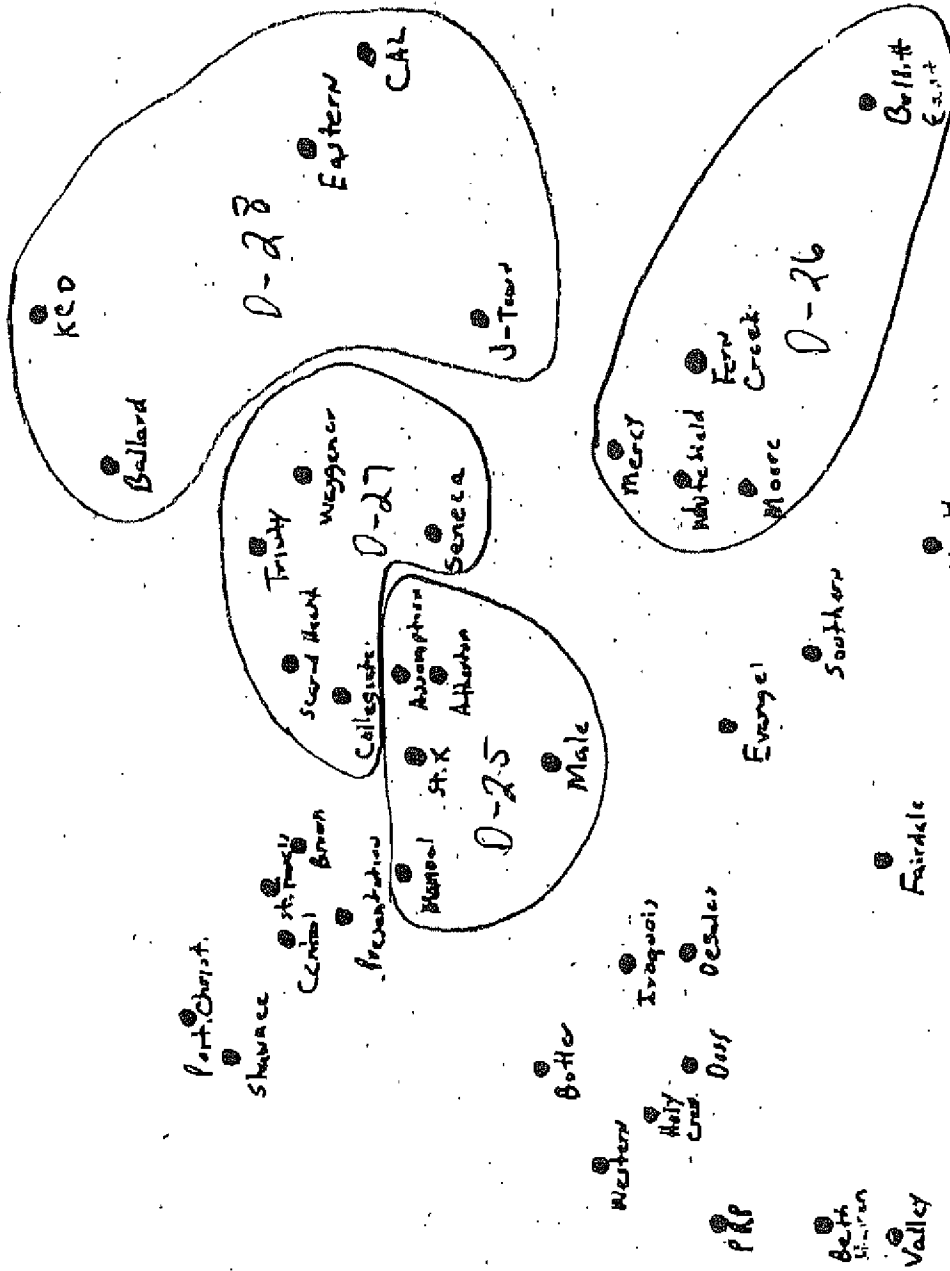 KCD
Ballard
D-28
Eastern
CAL
J-Town
Trinity
Waggener
Sacred Heart
D-27
Collegiate
Seneca
Assumption
Atherton
St. X
D-25
Manual
Male
Mercy
Whitefield
Fern
Creek
Moore
D-26
Bullitt
East
Port. Christ.
Shawnee
Central
St. Francis
Brown
Presentation
Butler
Western
Holy
Cross
Doss
Iroquois
DeSales
Evangel
Southern
Fairdale
PRP
Beth
Valley